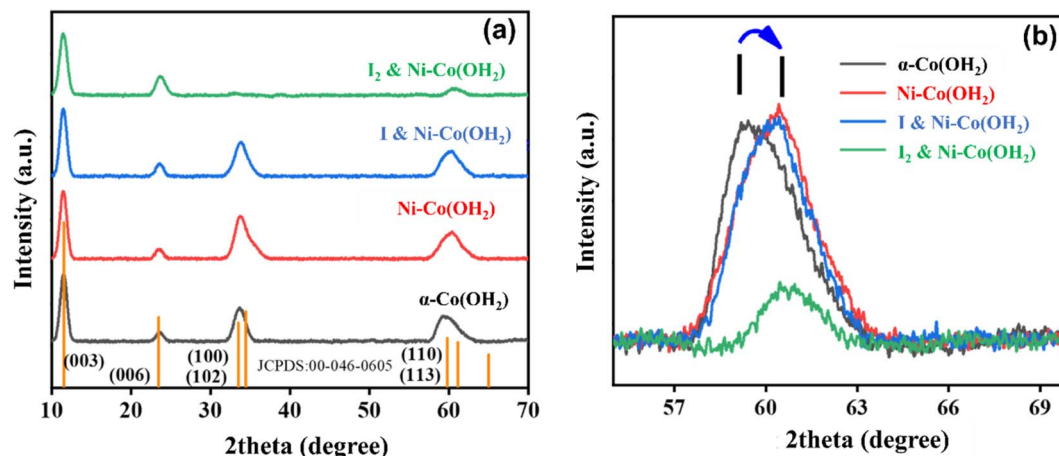 (a)
I₂ & Ni-Co(OH₂)
I & Ni-Co(OH₂)
Ni-Co(OH₂)
α-Co(OH₂)
(003)
(006)
(100)
(102)
JCPDS:00-046-0605
(110)
(113)
10 20 30 40 50 60 70
2theta (degree)
Intensity (a.u.)
(b)
α-Co(OH₂)
Ni-Co(OH₂)
I & Ni-Co(OH₂)
I₂ & Ni-Co(OH₂)
57 60 63 66 69
2theta (degree)
Intensity (a.u.)